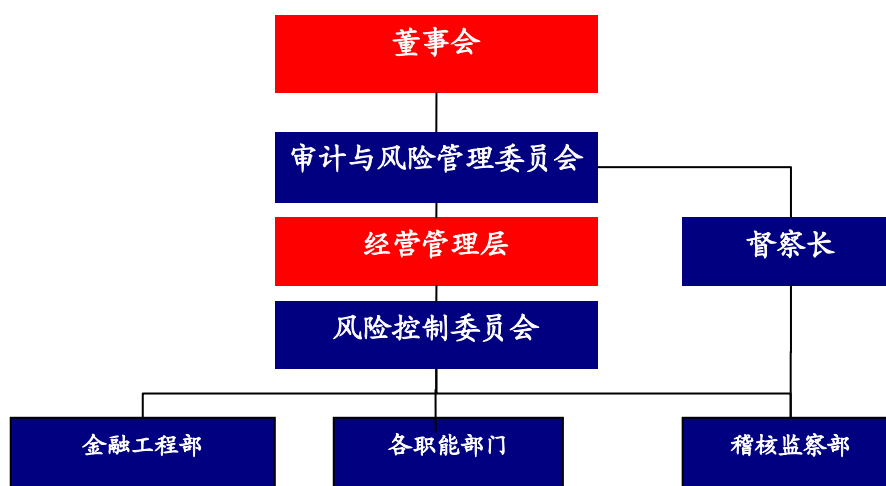 董事会
审计与风险管理委员会
经营管理层
督察长
风险控制委员会
金融工程部
各职能部门
稽核监察部